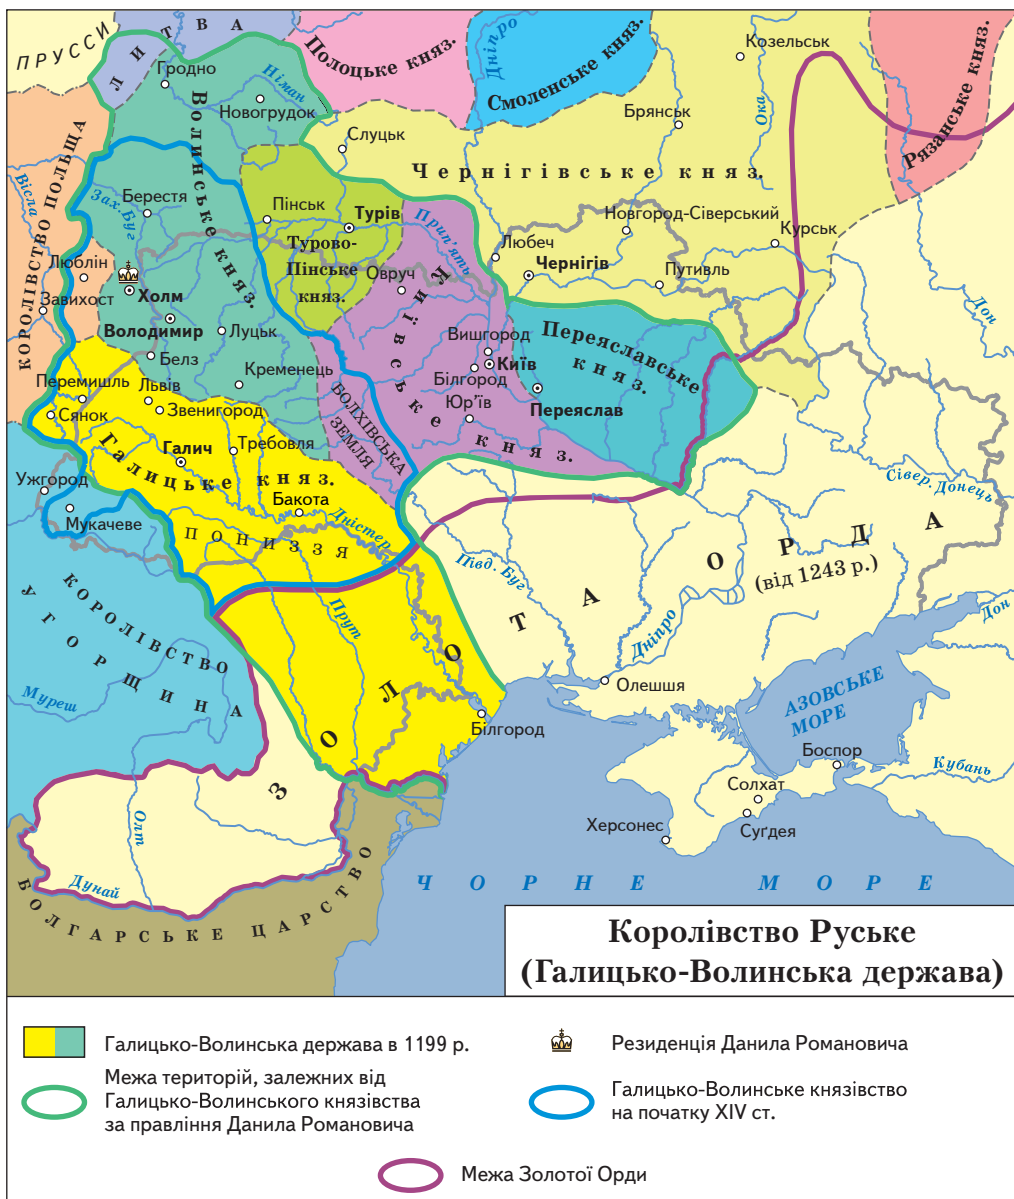 ПРУССИ
ЛИТВА
Полоцьке княз.
Дніпро
Смоленське княз.
Козельськ
Рязанське княз.
Гродно
Німан
Новогрудок
Волинське княз.
Слуцьк
Брянськ
Ока
Чернігівське княз.
КОРОЛІВСТВО ПОЛЬЩА
Вісла
Зах. Буг
Берестя
Пінськ
Турів
Турово-
Пінське
княз.
Прип'ять
Новгород-Сіверський
Любеч
Чернігів
Курськ
Путивль
Люблін
Завихост
Холм
Володимир
Луцьк
Белз
Кременець
Овруч
Київське княз.
Вишгород
Київ
Білгород
Юр'їв
Переяславське
княз.
Переяслав
Дон
Перемишль
Львів
Сянок
Звенигород
Галич
Требовля
Галицьке княз.
БОЛХІВСЬКА
ЗЕМЛЯ
Бакота
Дністер
ПОНИЗЗЯ
Ужгород
Мукачеве
Сівер. Донець
Півд. Буг
ЗОЛОТА ОРДА
(від 1243 р.)
КОРОЛІВСТВО
УГОРЩИНА
Муреш
Прут
Дніпро
Дон
Олешшя
АЗОВСЬКЕ
МОРЕ
Білгород
Боспор
Кубань
Солхат
Суґдея
Херсонес
Олт
Дунай
БОЛГАРСЬКЕ ЦАРСТВО
ЧОРНЕ МОРЕ
Королівство Руське
(Галицько-Волинська держава)
Галицько-Волинська держава в 1199 р.
Резиденція Данила Романовича
Межа територій, залежних від
Галицько-Волинського князівства
за правління Данила Романовича
Галицько-Волинське князівство
на початку XIV ст.
Межа Золотої Орди